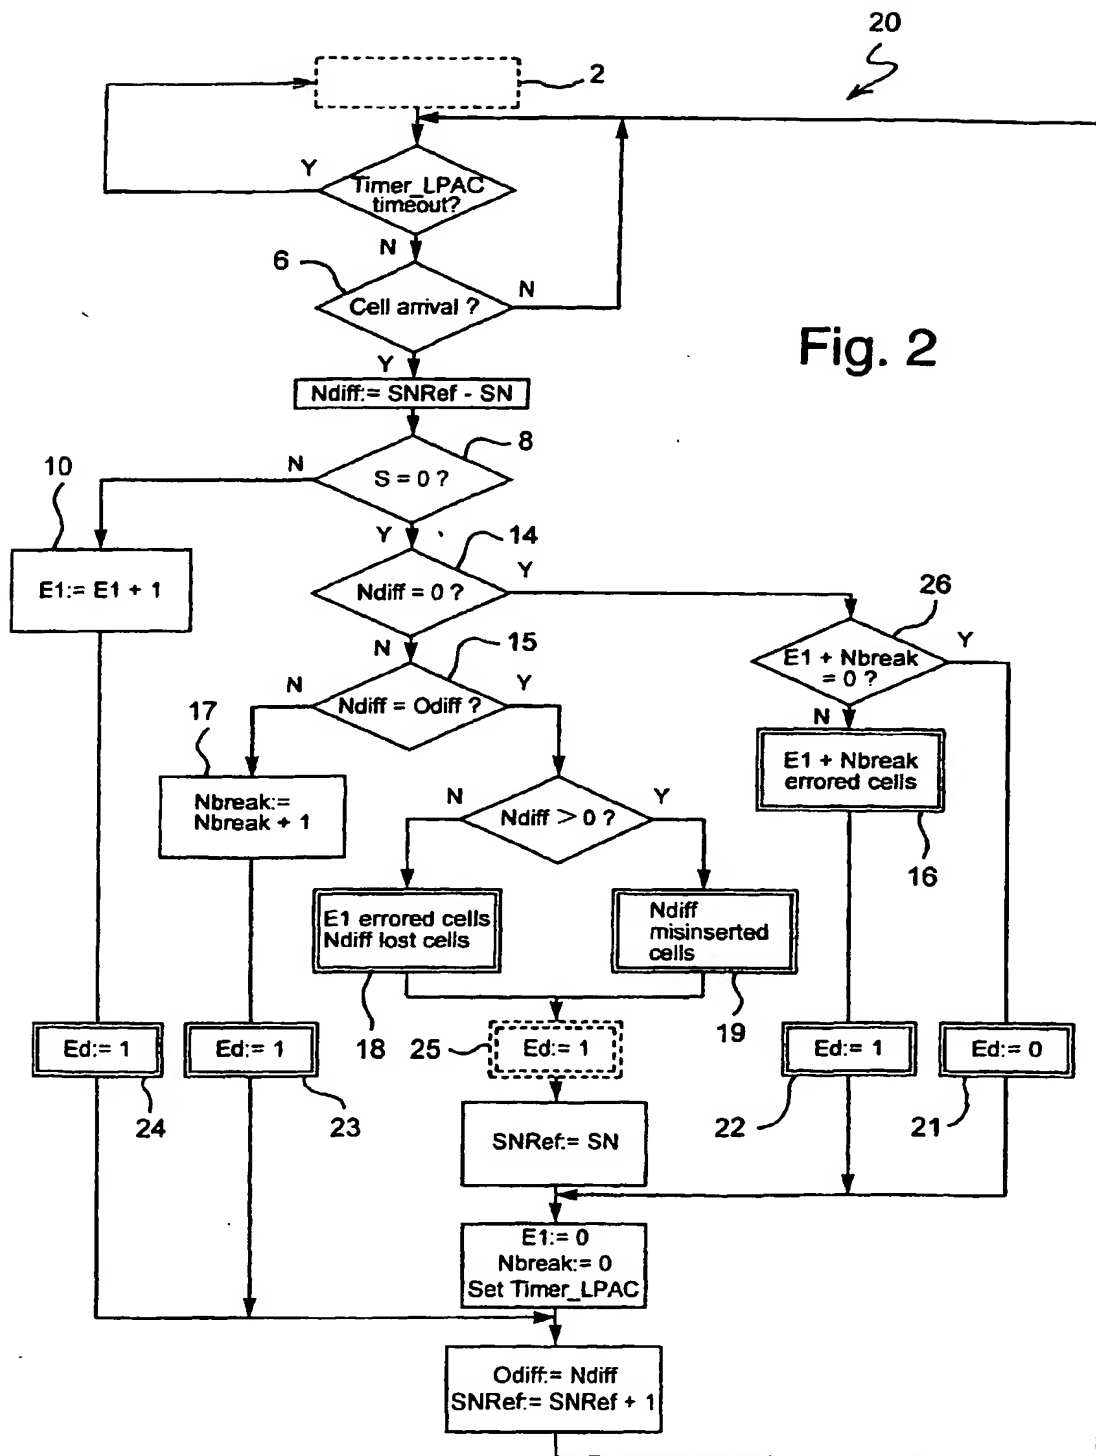 20
2
Y
Timer_LPAC
timeout?
N
6
Cell arrival ?
N
Fig. 2
Y
Ndiff:= SNRef - SN
8
N
S = 0 ?
10
Y
14
E1:= E1 + 1
Ndiff = 0 ?
Y
26
N
15
E1 + Nbreak
= 0 ?
Y
N
Ndiff = Odiff ?
Y
17
N
E1 + Nbreak
errored cells
Nbreak:=
Nbreak + 1
N
Ndiff > 0 ?
Y
16
E1 errored cells
Ndiff lost cells
Ndiff
misinserted
cells
18
19
Ed:= 1
Ed:= 1
25
Ed:= 1
Ed:= 1
Ed:= 0
24
23
22
21
SNRef:= SN
E1:= 0
Nbreak:= 0
Set Timer_LPAC
Odiff:= Ndiff
SNRef:= SNRef + 1